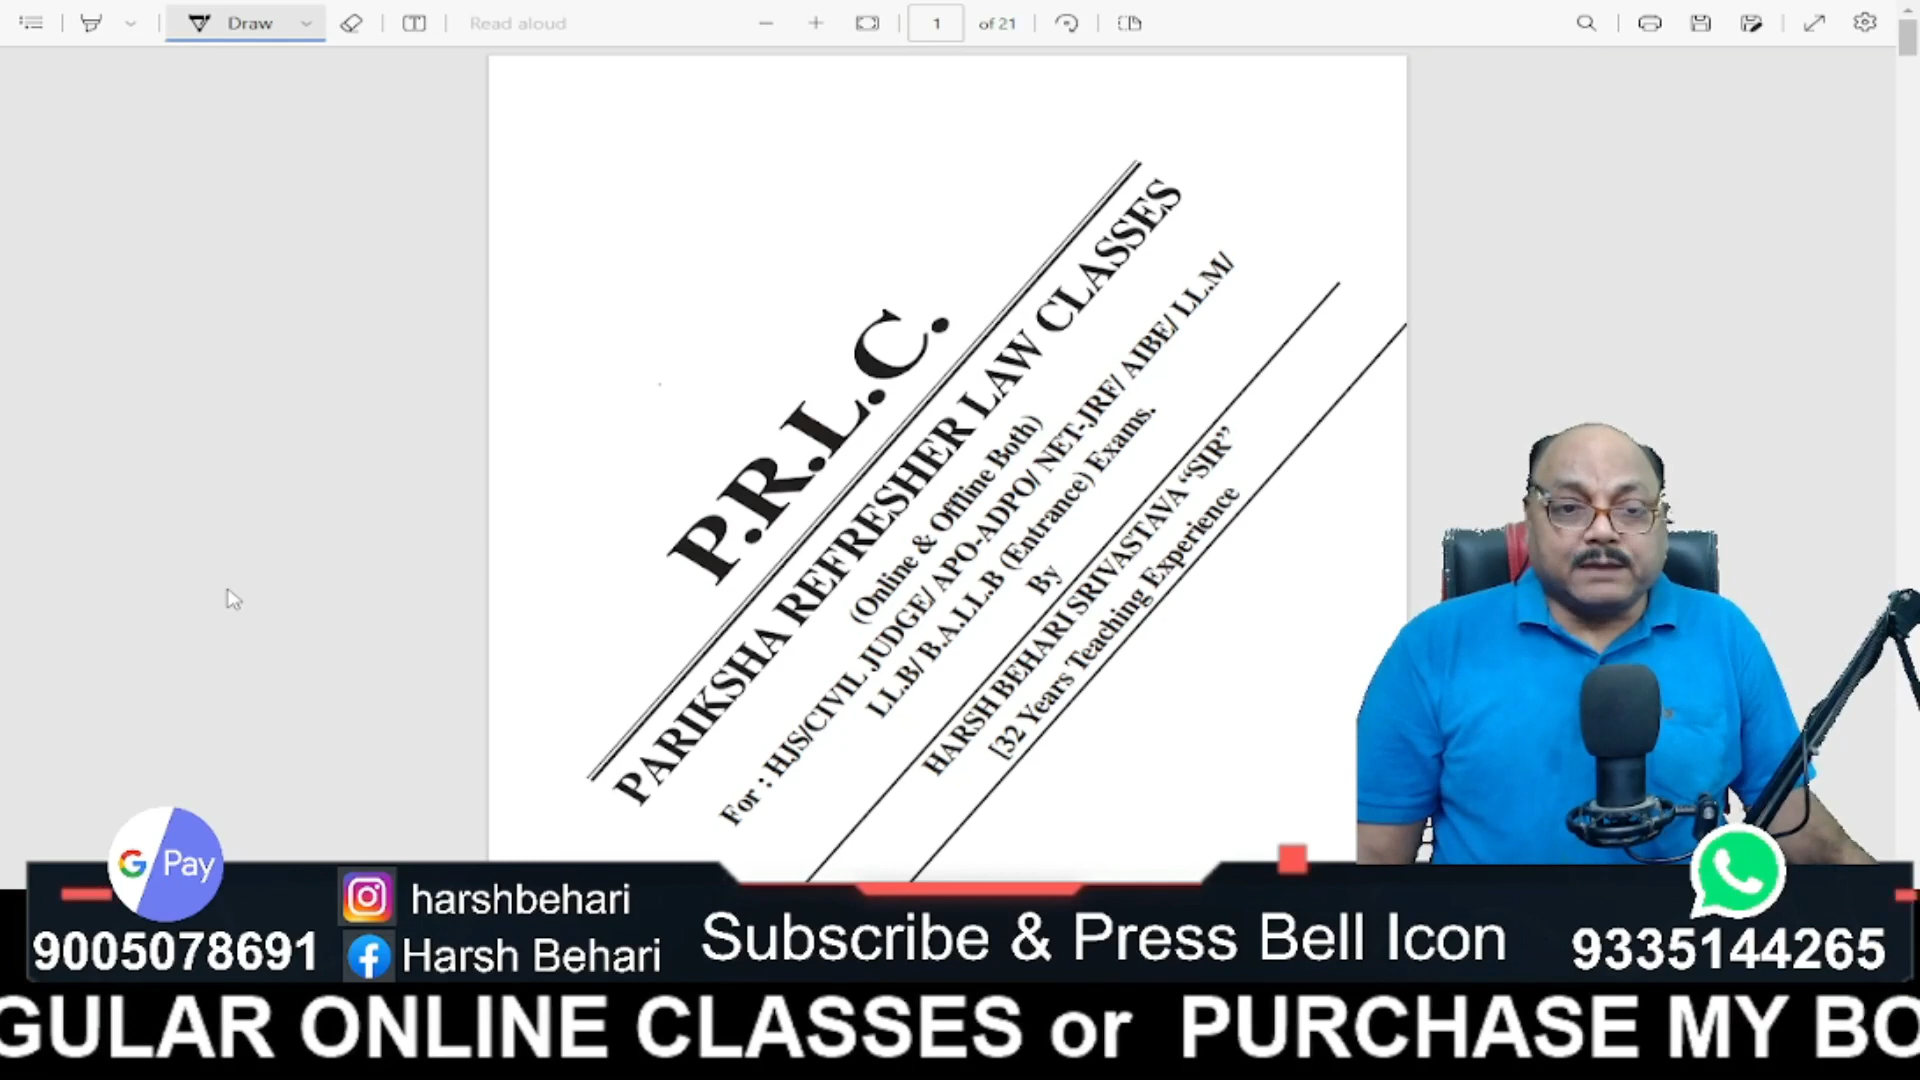 Draw
Read aloud
1 of 21
P.R.L.C.
PARIKSHA REFRESHER LAW CLASSES
(Online & Offline Both)
For : HJS/CIVIL JUDGE/ APO-ADPO/ NET-JRF/ AIBE/ LL.M/
LL.B/ B.A.LL.B (Entrance) Exams.
By
HARSH BEHARI SRIVASTAVA “SIR”
[32 Years Teaching Experience
G Pay
9005078691
harshbehari
Harsh Behari
Subscribe & Press Bell Icon
9335144265
GULAR ONLINE CLASSES or PURCHASE MY BO